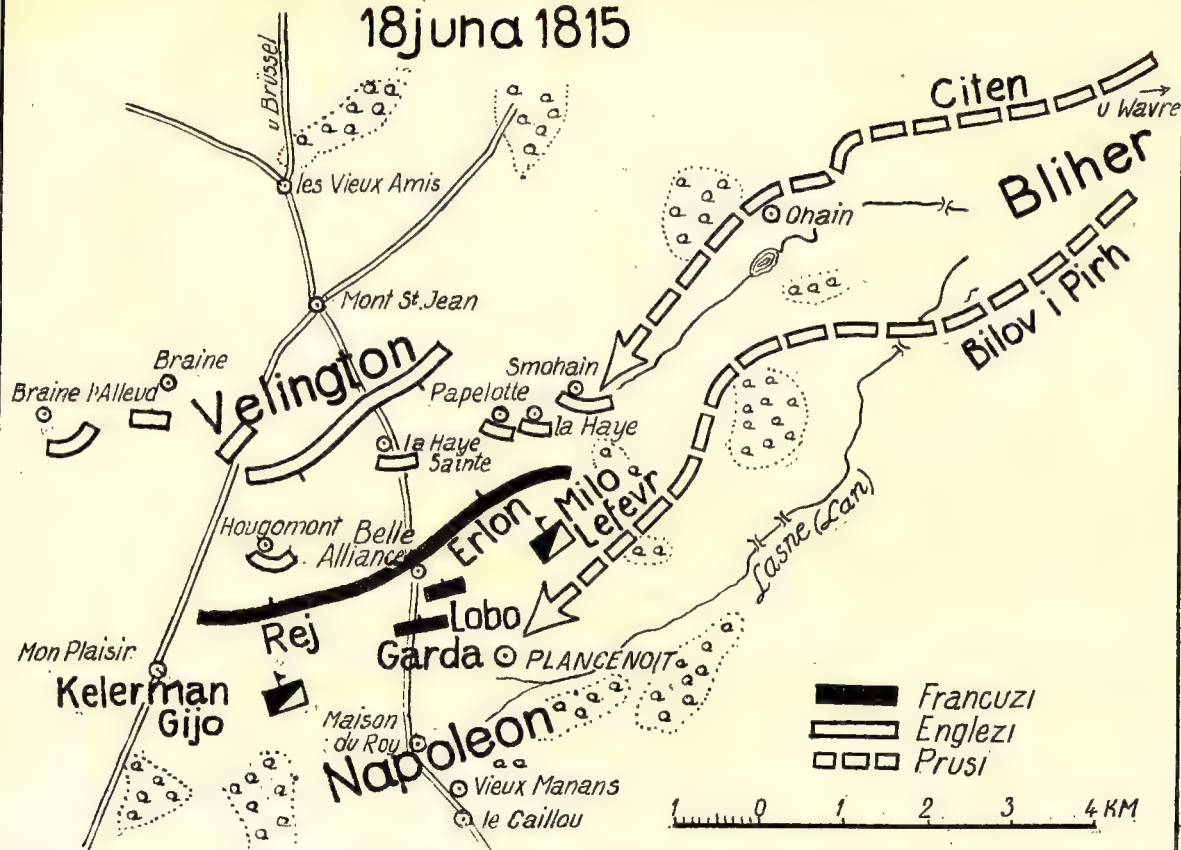 18 juna 1815
u Brüssel
Citen
u Wavre
Bliher
les Vieux Amis
Ohain
Bilov i Pirh
Mont St. Jean
Braine
Braine l'Alleud
Velington
Smohain
Papelotte
la Haye
la Haye
Sainte
Milo
Lefevr
Erlon
Hougomont
Belle
Alliance
Lasne (Lan)
Lobo
Rej
Garda
PLANCENOIT
Mon Plaisir
Kelerman
Gijo
Maison
du Roy
Napoleon
Vieux Manans
le Caillou
Francuzi
Englezi
Prusi
1 0 1 2 3 4 KM